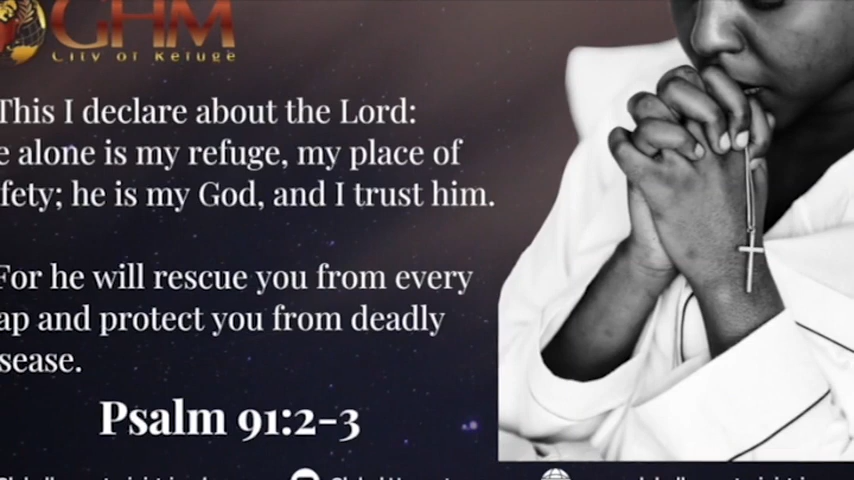 GHM
City of Refuge
This I declare about the Lord:
e alone is my refuge, my place of
fety; he is my God, and I trust him.
For he will rescue you from every
ap and protect you from deadly
sease.
Psalm 91:2-3